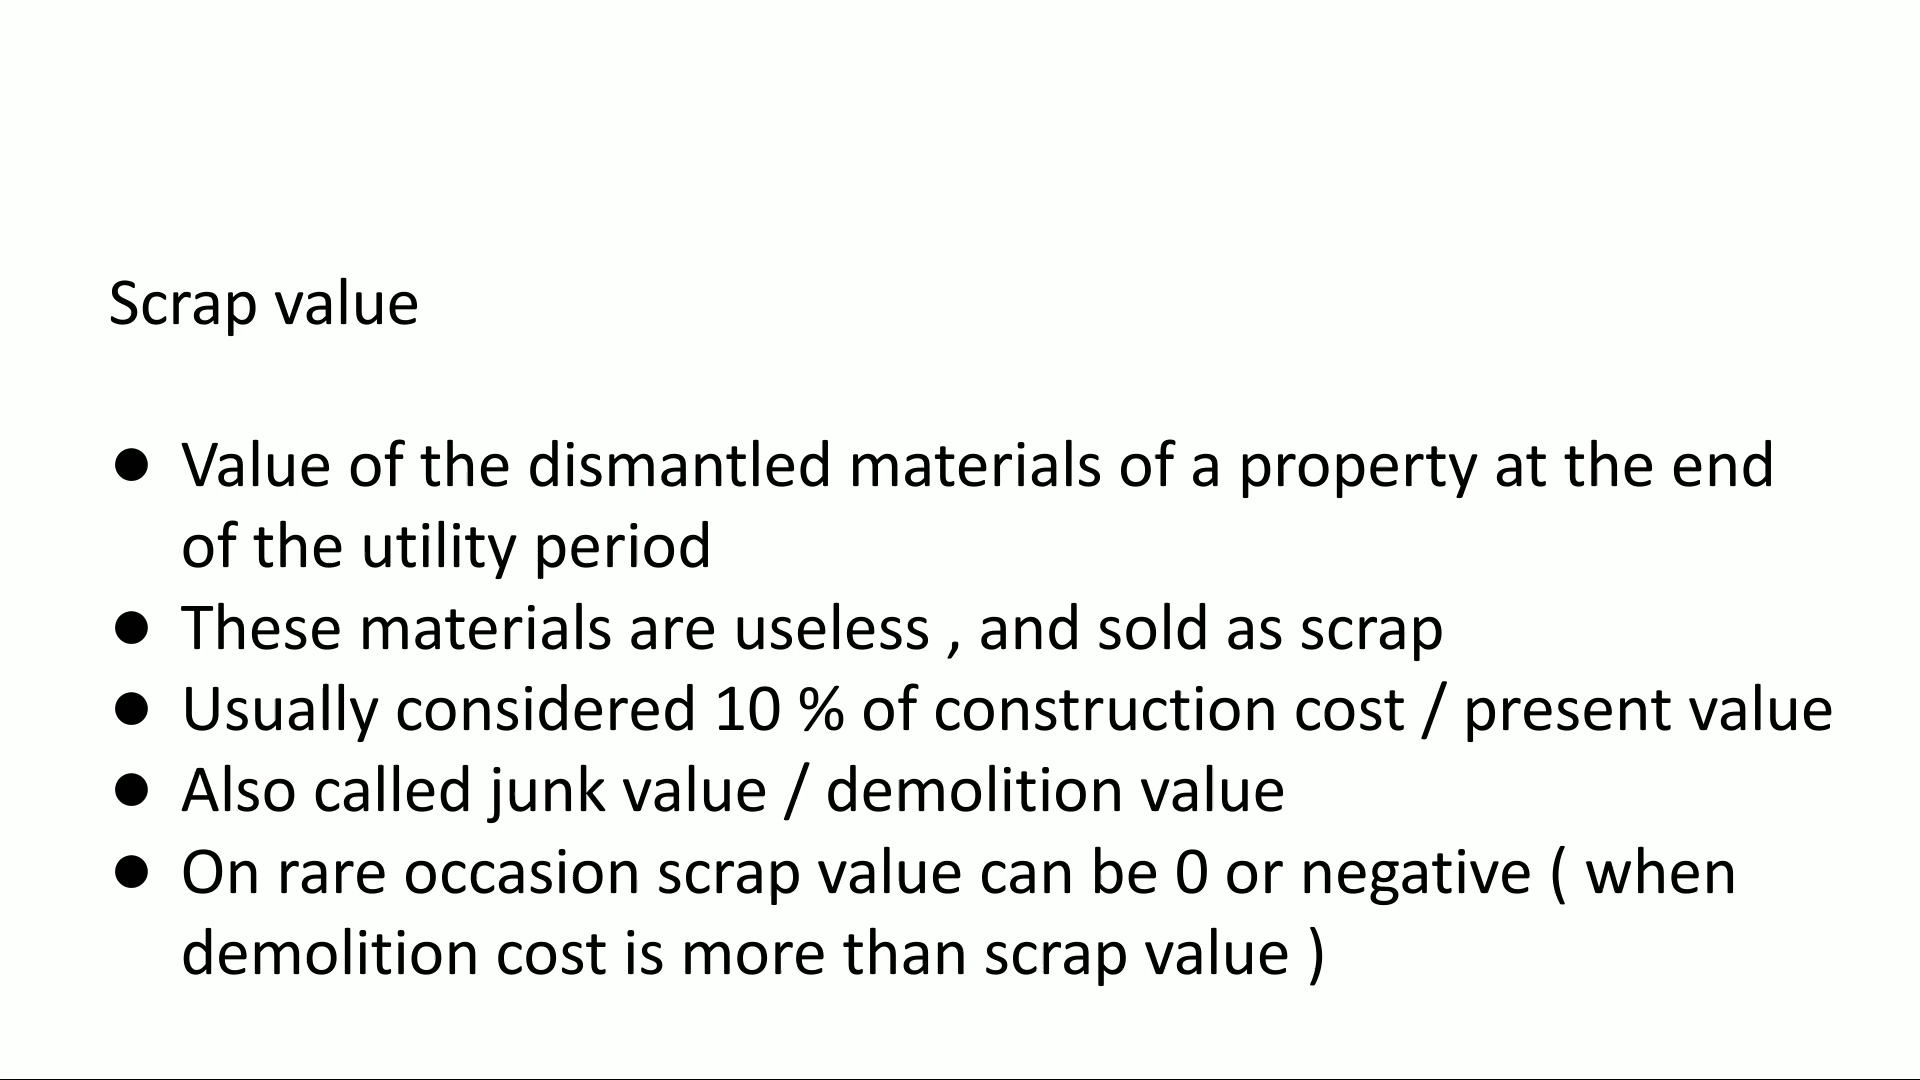 Scrap value
● Value of the dismantled materials of a property at the end
of the utility period
● These materials are useless , and sold as scrap
● Usually considered 10 % of construction cost / present value
● Also called junk value / demolition value
● On rare occasion scrap value can be 0 or negative ( when
demolition cost is more than scrap value )